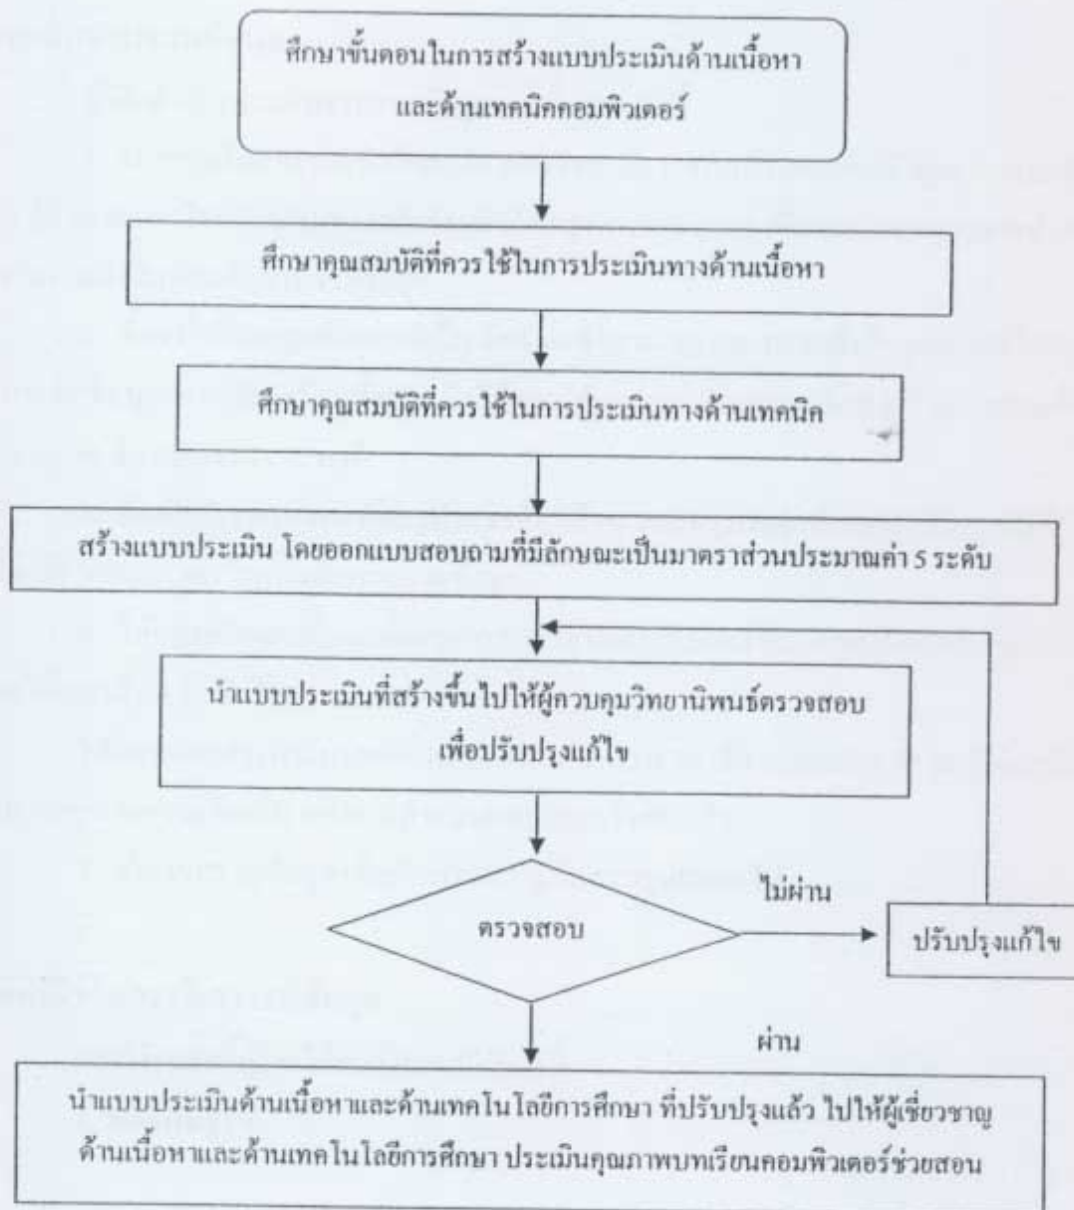 ศึกษาขั้นตอนในการสร้างแบบประเมินด้านเนื้อหา
และด้านเทคนิคคอมพิวเตอร์
ศึกษาคุณสมบัติที่ควรใช้ในการประเมินทางด้านเนื้อหา
ศึกษาคุณสมบัติที่ควรใช้ในการประเมินทางด้านเทคนิค
สร้างแบบประเมิน โดยออกแบบสอบถามที่มีลักษณะเป็นมาตราส่วนประมาณค่า 5 ระดับ
นำแบบประเมินที่สร้างขึ้นไปให้ผู้ควบคุมวิทยานิพนธ์ตรวจสอบ
เพื่อปรับปรุงแก้ไข
ไม่ผ่าน
ตรวจสอบ
ปรับปรุงแก้ไข
ผ่าน
นำแบบประเมินด้านเนื้อหาและด้านเทคโนโลยีการศึกษา ที่ปรับปรุงแล้ว ไปให้ผู้เชี่ยวชาญ
ด้านเนื้อหาและด้านเทคโนโลยีการศึกษา ประเมินคุณภาพบทเรียนคอมพิวเตอร์ช่วยสอน